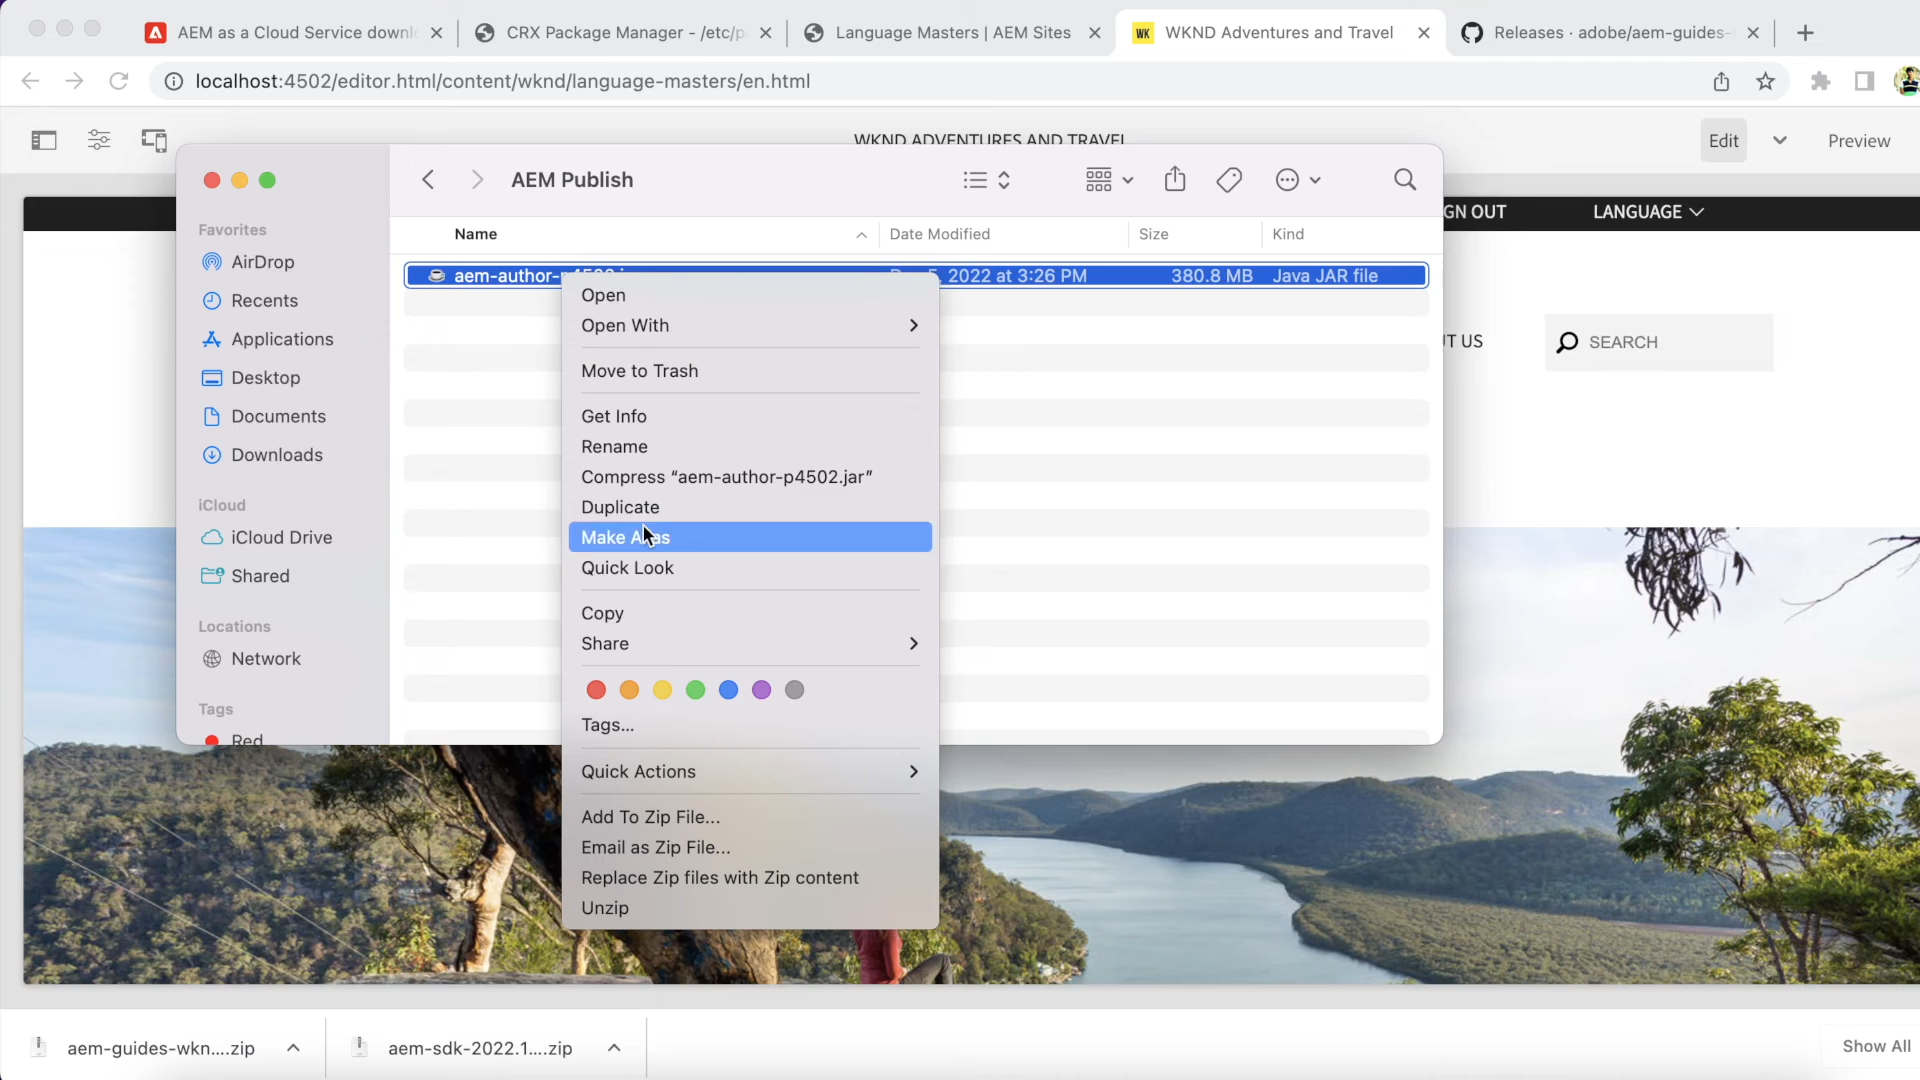 AEM as a Cloud Service downl
CRX Package Manager - /etc/p
Language Masters | AEM Sites
WK WKND Adventures and Travel
Releases · adobe/aem-guides-
localhost:4502/editor.html/content/wknd/language-masters/en.html
WKND ADVENTURES AND TRAVEL
Edit
Preview
AEM Publish
GN OUT
LANGUAGE
Name
Date Modified
Size
Kind
aem-author-
5, 2022 at 3:26 PM
380.8 MB
Java JAR file
Favorites
AirDrop
Recents
Applications
Desktop
Documents
Downloads
iCloud
iCloud Drive
Shared
Locations
Network
Tags
Red
Open
Open With
Move to Trash
Get Info
Rename
Compress “aem-author-p4502.jar”
Duplicate
Make
Quick Look
Copy
Share
Tags...
Quick Actions
Add To Zip File...
Email as Zip File...
Replace Zip files with Zip content
Unzip
UT US
SEARCH
aem-guides-wkn....zip
aem-sdk-2022.1....zip
Show All